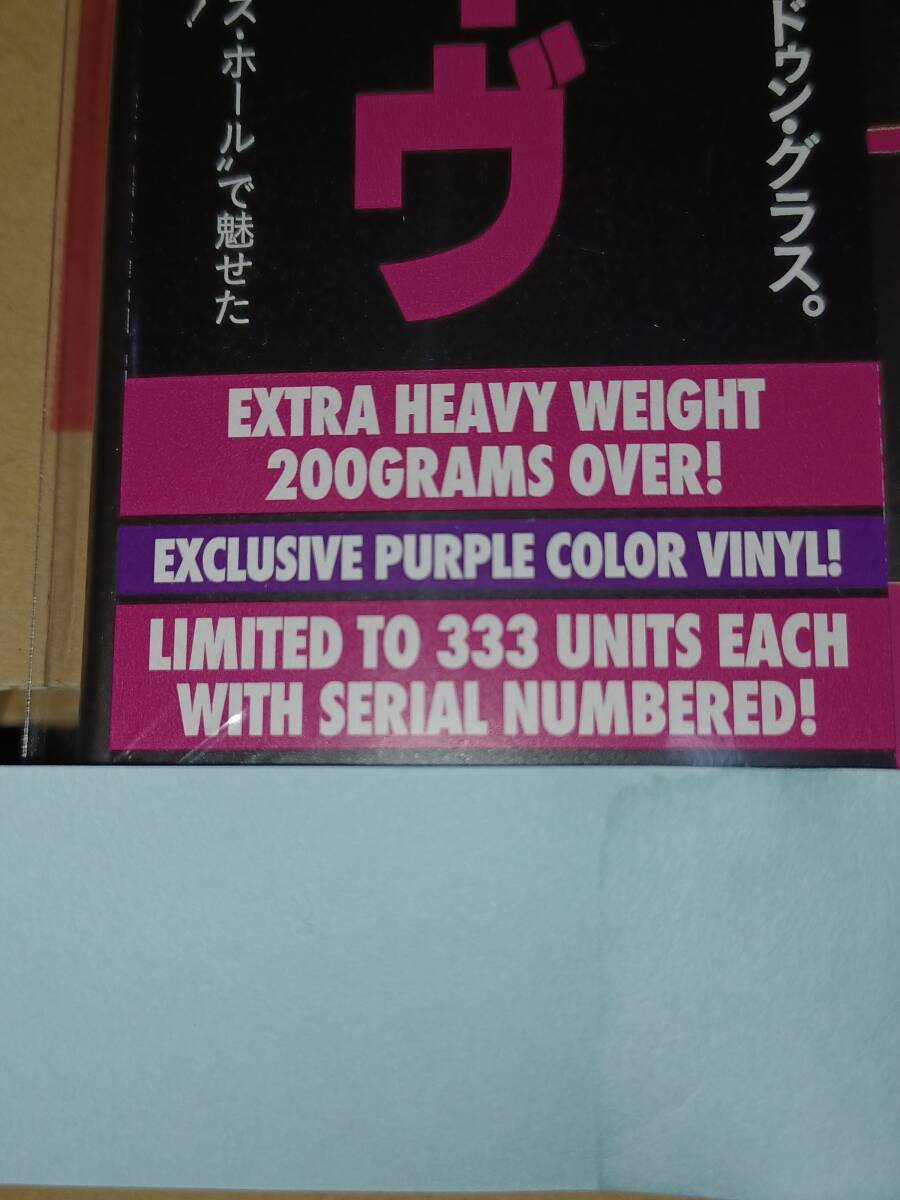 ドゥン・グラス。
ヴ
ス・ホール”で魅せた
EXTRA HEAVY WEIGHT
200GRAMS OVER!
EXCLUSIVE PURPLE COLOR VINYL!
LIMITED TO 333 UNITS EACH
WITH SERIAL NUMBERED!